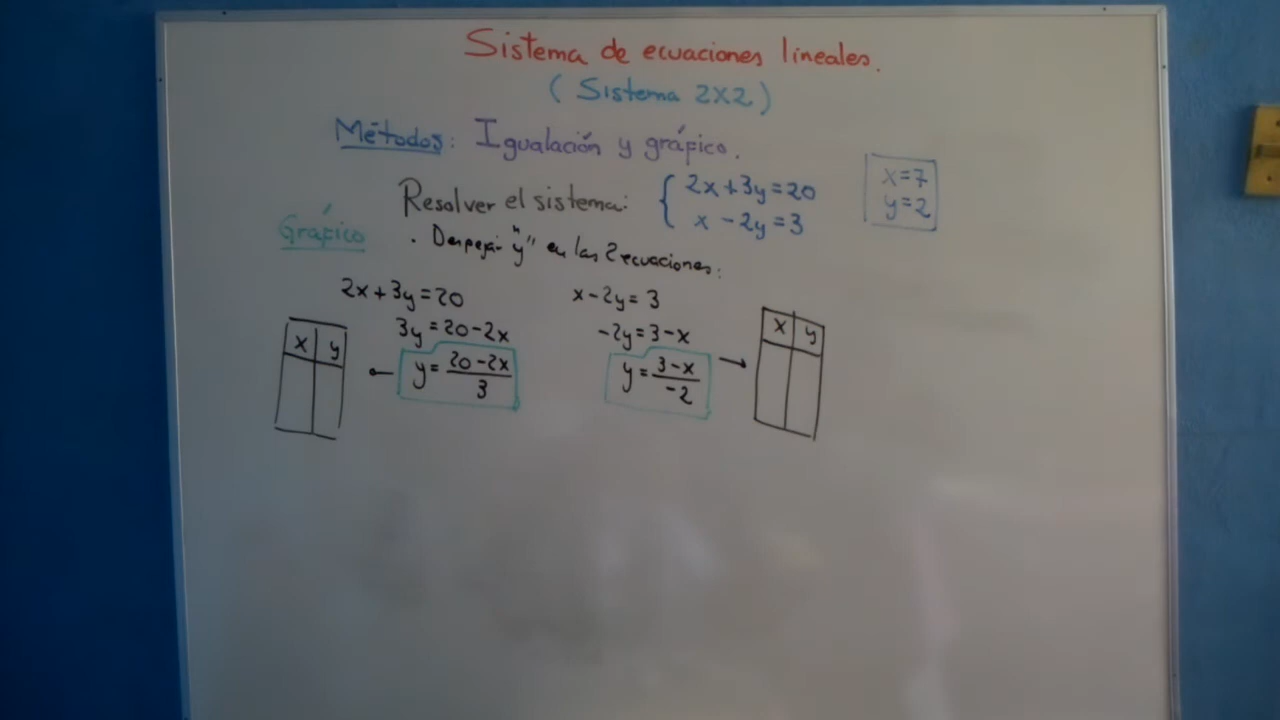 Sistema de ecuaciones lineales.
(Sistema 2x2)
Métodos: Igualación y gráfico.
Resolver el sistema: { 2x+3y=20
x-2y=3
x=7
y=2
Gráfico
. Despejar "y" en las 2 ecuaciones:
2x+3y=20
3y=20-2x
y=20-2x/3
x-2y=3
-2y=3-x
y=3-x/-2
x y
x y